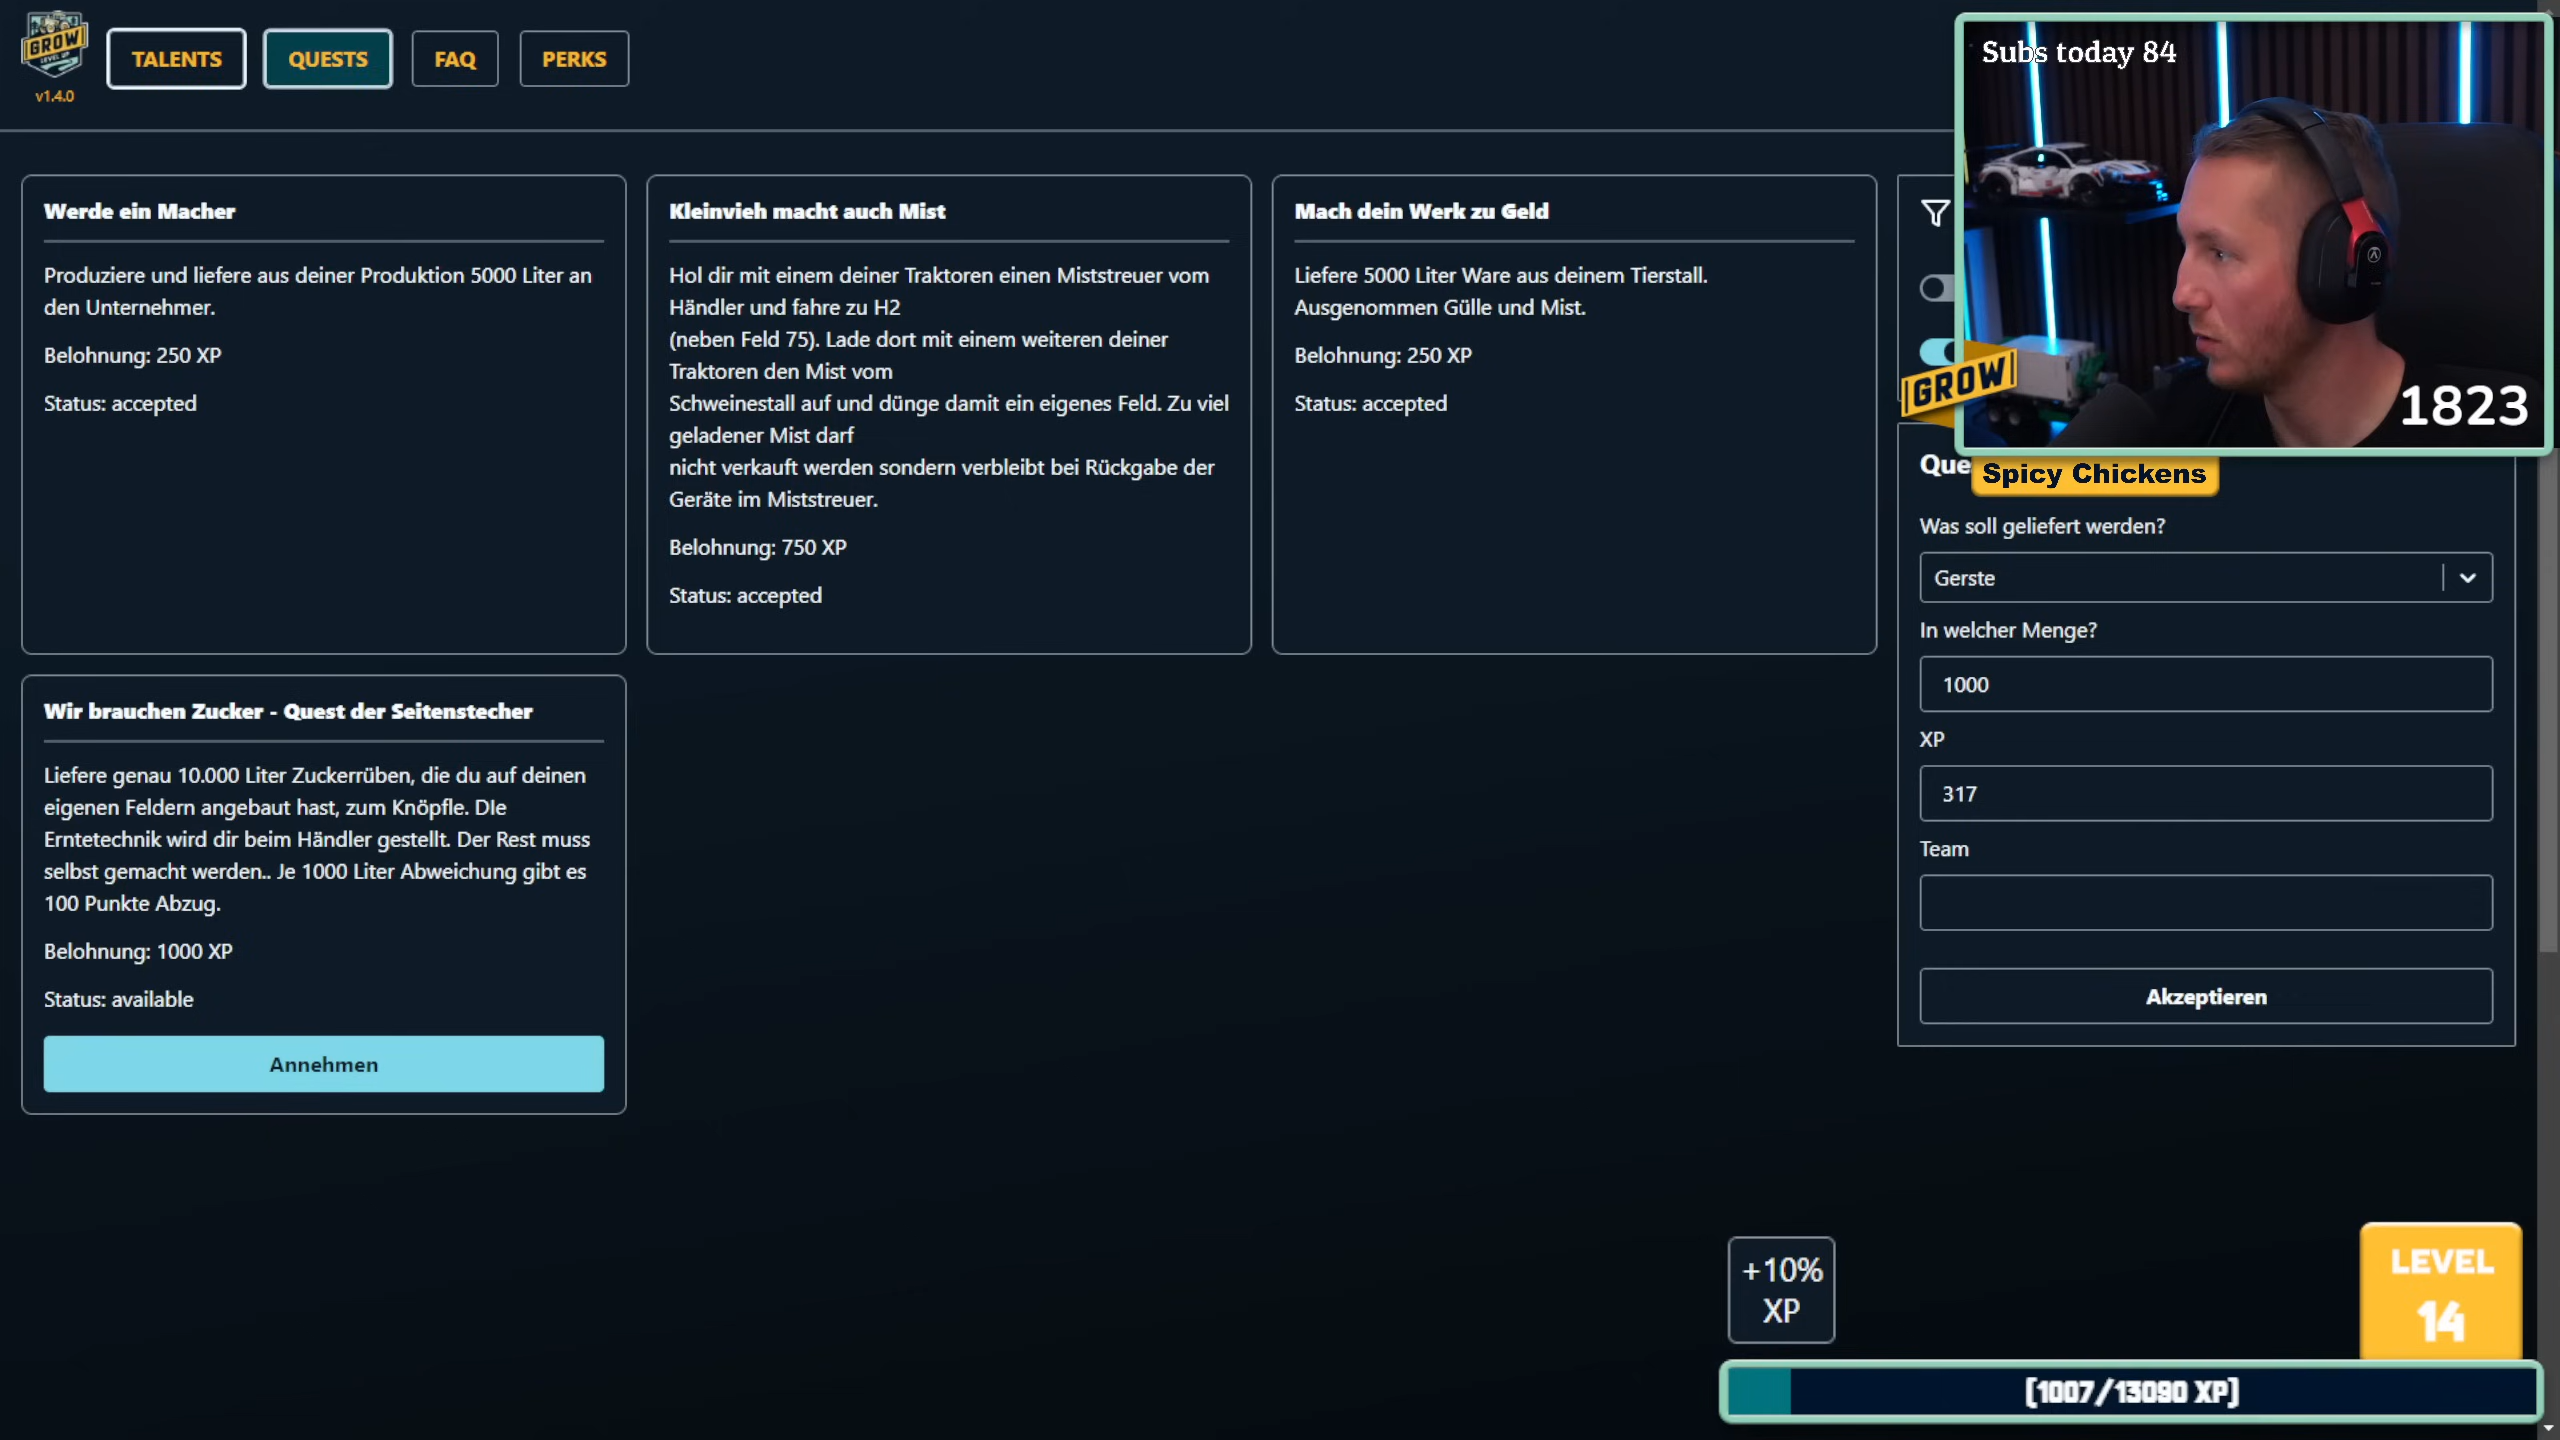 GROW
LEVEL UP
v1.4.0
TALENTS
QUESTS
FAQ
PERKS
Subs today 84
1823
GROW
Spicy Chickens
Werde ein Macher
Produziere und liefere aus deiner Produktion 5000 Liter an
den Unternehmer.
Belohnung: 250 XP
Status: accepted
Kleinvieh macht auch Mist
Hol dir mit einem deiner Traktoren einen Miststreuer vom
Händler und fahre zu H2
(neben Feld 75). Lade dort mit einem weiteren deiner
Traktoren den Mist vom
Schweinestall auf und dünge damit ein eigenes Feld. Zu viel
geladener Mist darf
nicht verkauft werden sondern verbleibt bei Rückgabe der
Geräte im Miststreuer.
Belohnung: 750 XP
Status: accepted
Mach dein Werk zu Geld
Liefere 5000 Liter Ware aus deinem Tierstall.
Ausgenommen Gülle und Mist.
Belohnung: 250 XP
Status: accepted
Wir brauchen Zucker - Quest der Seitenstecher
Liefere genau 10.000 Liter Zuckerrüben, die du auf deinen
eigenen Feldern angebaut hast, zum Knöpfle. DIe
Erntetechnik wird dir beim Händler gestellt. Der Rest muss
selbst gemacht werden.. Je 1000 Liter Abweichung gibt es
100 Punkte Abzug.
Belohnung: 1000 XP
Status: available
Annehmen
Que
Was soll geliefert werden?
Gerste
In welcher Menge?
1000
XP
317
Team
Akzeptieren
+10%
XP
LEVEL
14
[1007/13090 XP]